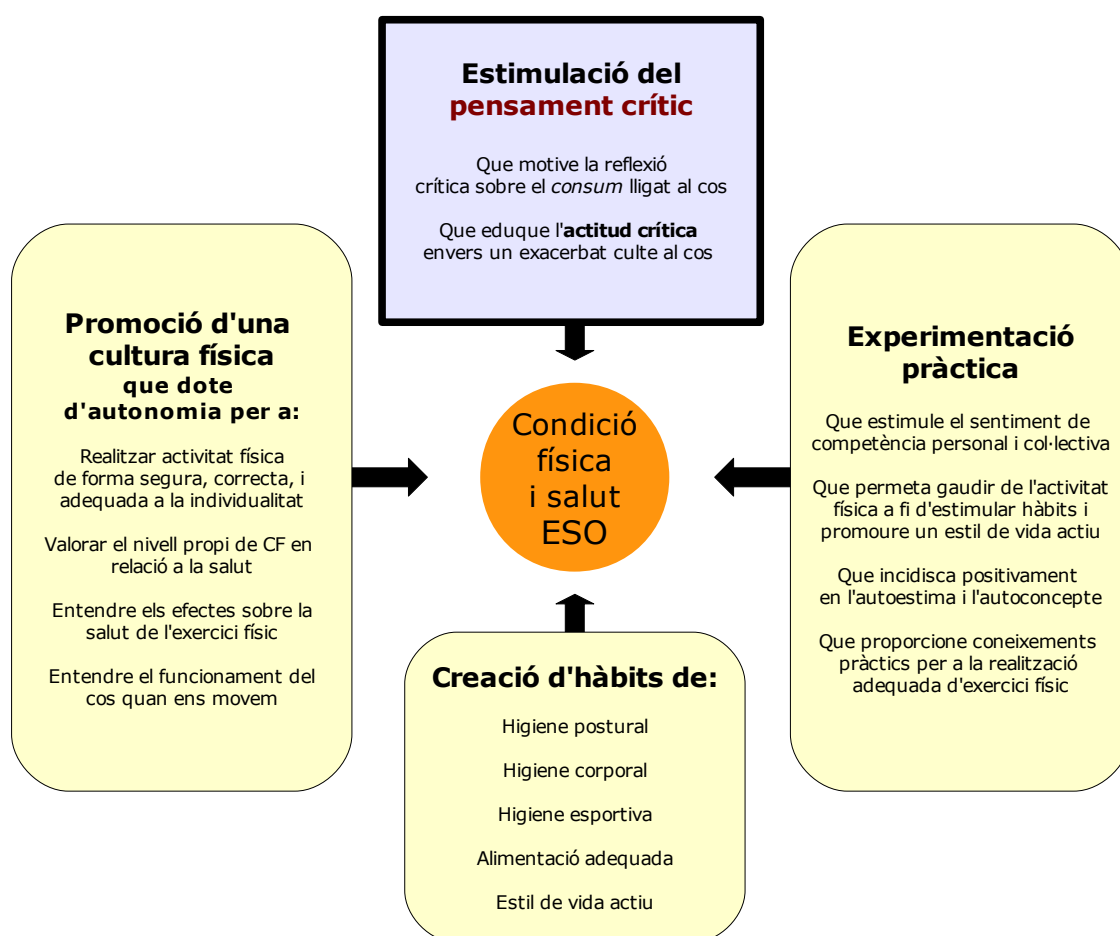 Estimulació del
pensament crític
Que motive la reflexió
crítica sobre el consum lligat al cos
Que eduque l'actitud crítica
envers un exacerbat culte al cos
Promoció d'una
cultura física
que dote
d'autonomia per a:
Realitzar activitat física
de forma segura, correcta, i
adequada a la individualitat
Valorar el nivell propi de CF en
relació a la salut
Entendre els efectes sobre la
salut de l'exercici físic
Entendre el funcionament del
cos quan ens movem
Condició
física
i salut
ESO
Experimentació
pràctica
Que estimule el sentiment de
competència personal i col·lectiva
Que permeta gaudir de l'activitat
física a fi d'estimular hàbits i
promoure un estil de vida actiu
Que incidisca positivament
en l'autoestima i l'autoconcepte
Que proporcione coneixements
pràctics per a la realització
adequada d'exercici físic
Creació d'hàbits de:
Higiene postural
Higiene corporal
Higiene esportiva
Alimentació adequada
Estil de vida actiu